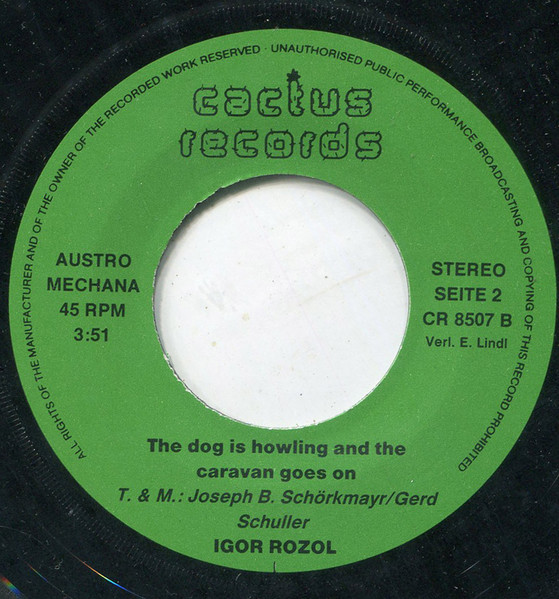 ALL RIGHTS OF THE MANUFACTURER AND OF THE OWNER OF THE RECORDED WORK RESERVED · UNAUTHORISED PUBLIC PERFORMANCE BROADCASTING AND COPYING OF THIS RECORD PROHIBITED
cactus
records
AUSTRO
MECHANA
45 RPM
3:51
STEREO
SEITE 2
CR 8507 B
Verl. E. Lindl
The dog is howling and the
caravan goes on
T. & M.: Joseph B. Schörkmayr/Gerd
Schuller
IGOR ROZOL